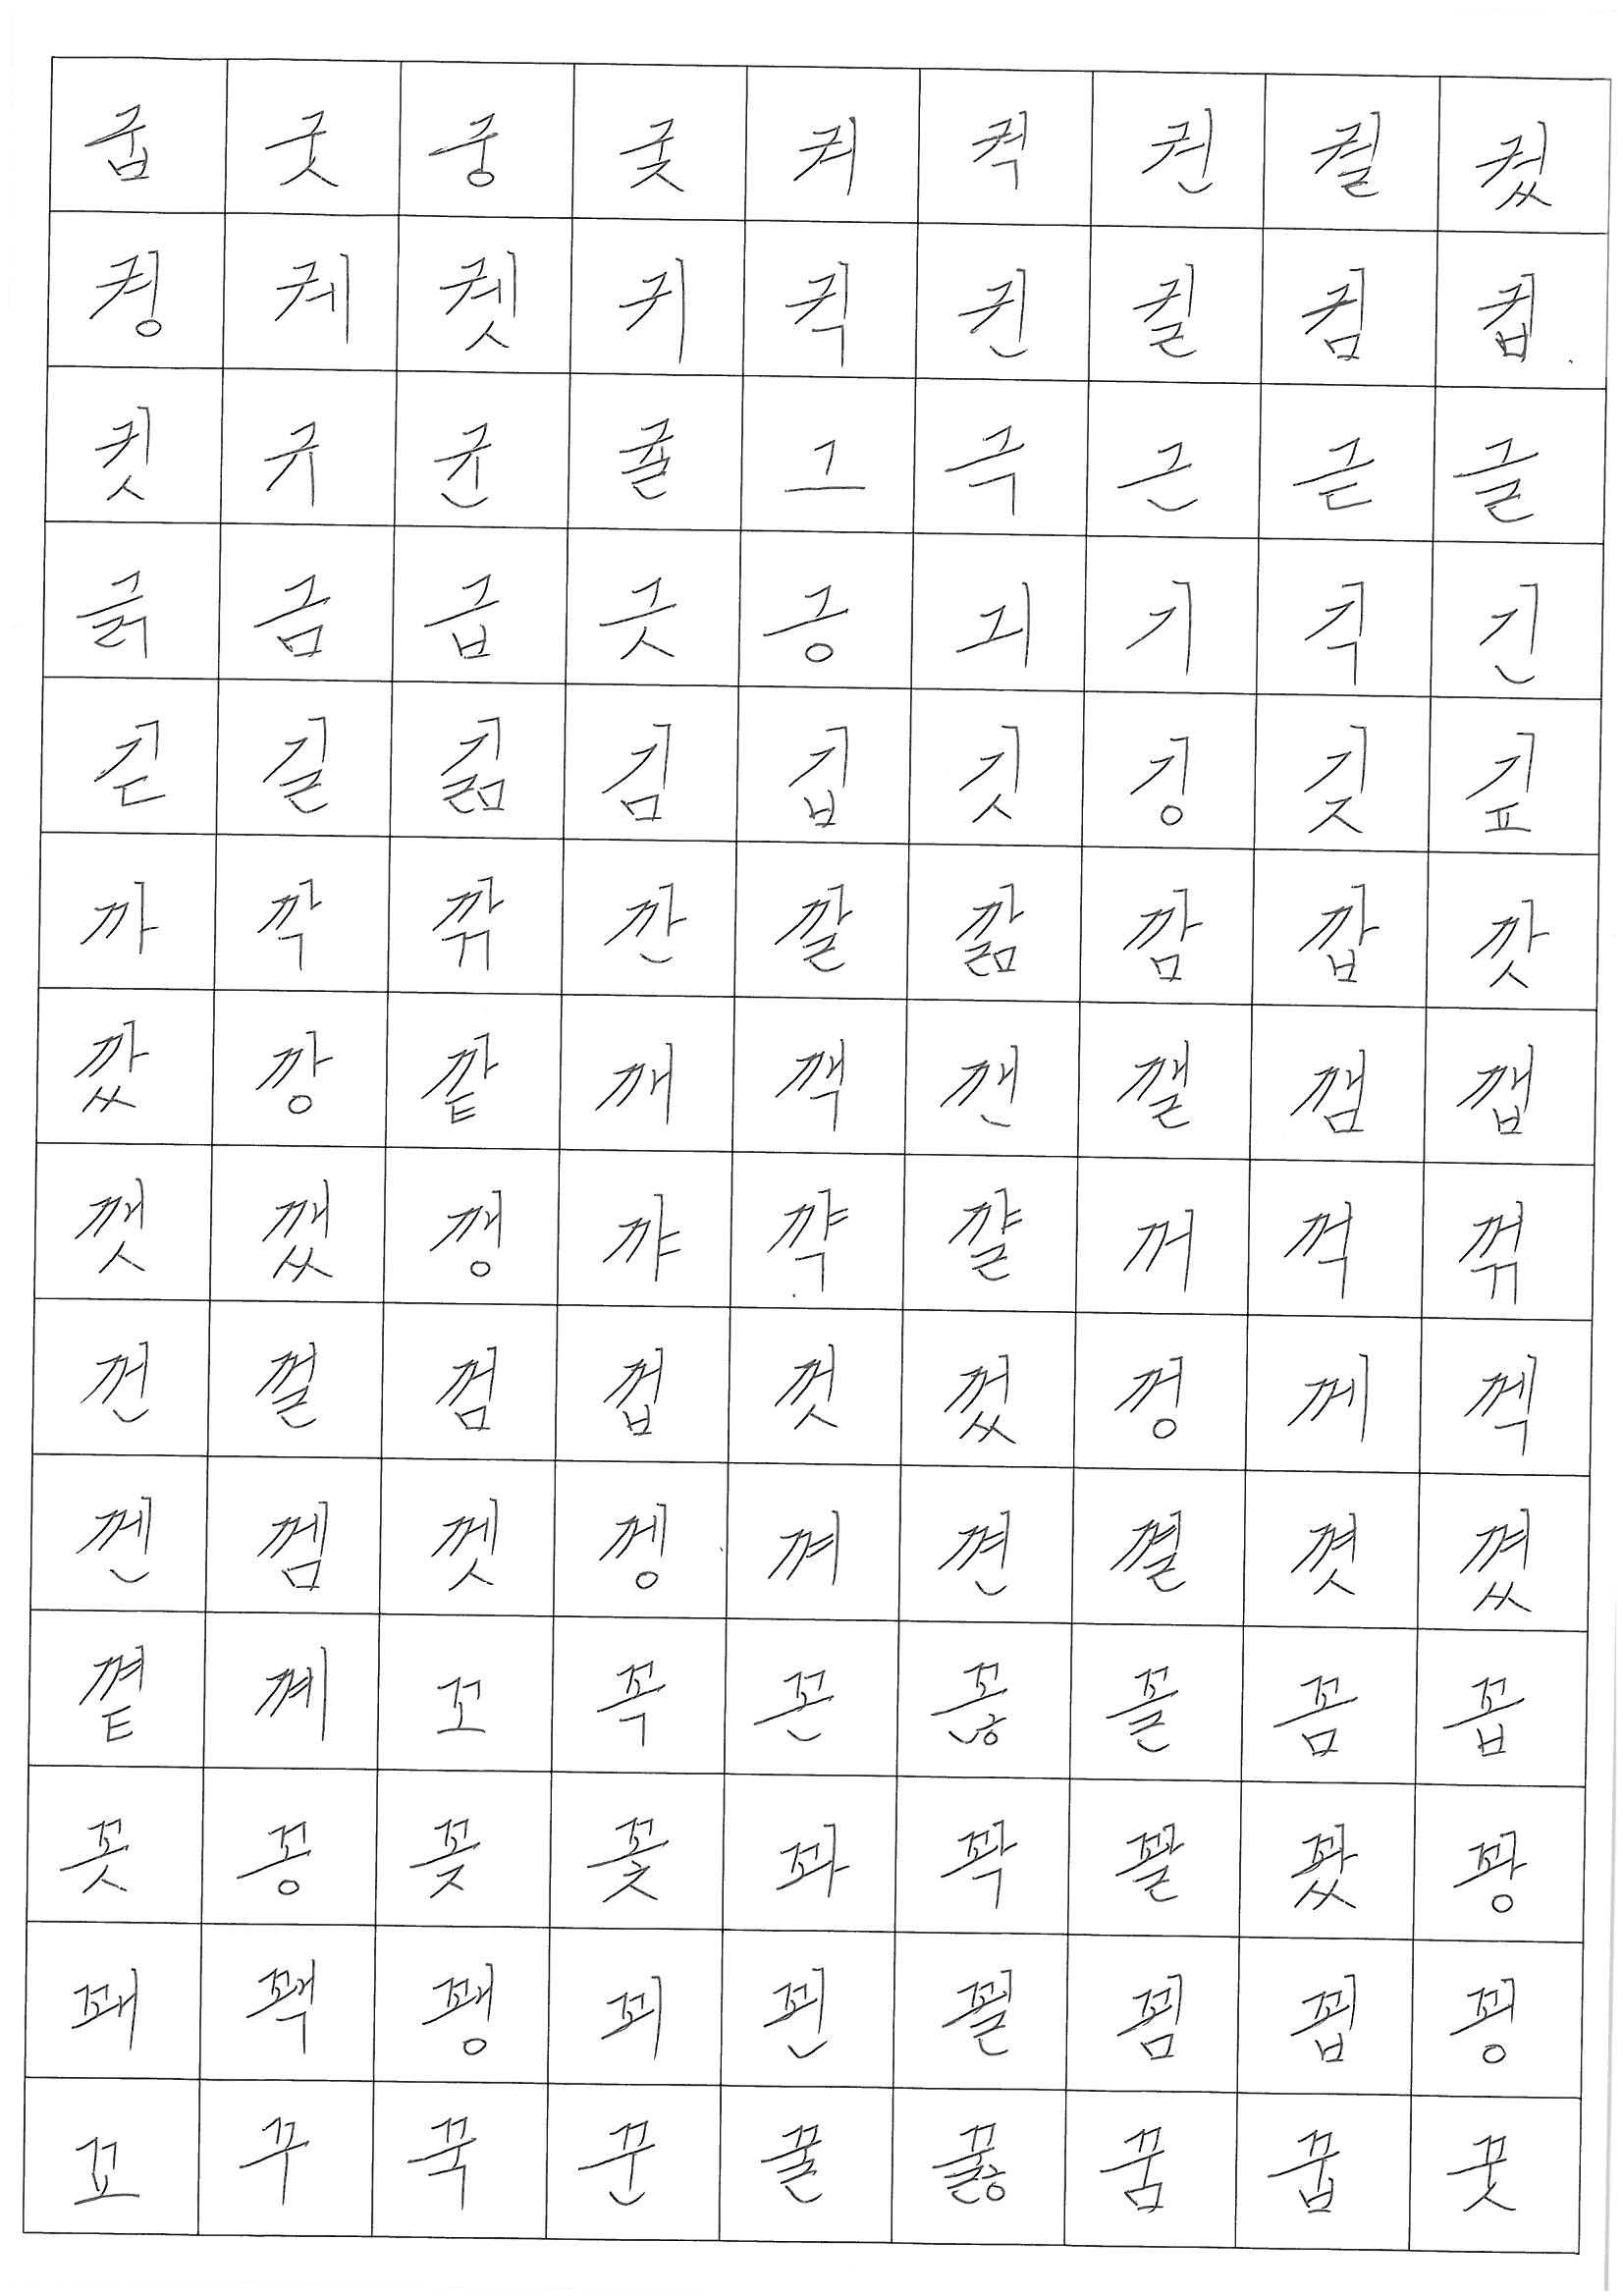 굽 굿 궁 궂 궈 궉 권 궐 궜
궝 궤 궷 귀 귁 귄 귈 귐 귑
귓 규 균 귤 그 극 근 귿 글
긁 금 급 긋 긍 긔 기 긱 긴
긷 길 긺 김 깁 깃 깅 깆 깊
까 깍 깎 깐 깔 깖 깜 깝 깟
깠 깡 깥 깨 깩 깬 깰 깸 깹
깻 깼 깽 꺄 꺅 꺌 꺼 꺽 꺾
껀 껄 껌 껍 껏 껐 껑 께 껙
껜 껨 껫 껭 껴 껸 껼 꼇 꼈
꼍 꼐 꼬 꼭 꼰 꼲 꼴 꼼 꼽
꼿 꽁 꽂 꽃 꽈 꽉 꽐 꽜 꽝
꽤 꽥 꽹 꾀 꾄 꾈 꾐 꾑 꾕
꾜 꾸 꾹 꾼 꿀 꿇 꿈 꿉 꿋